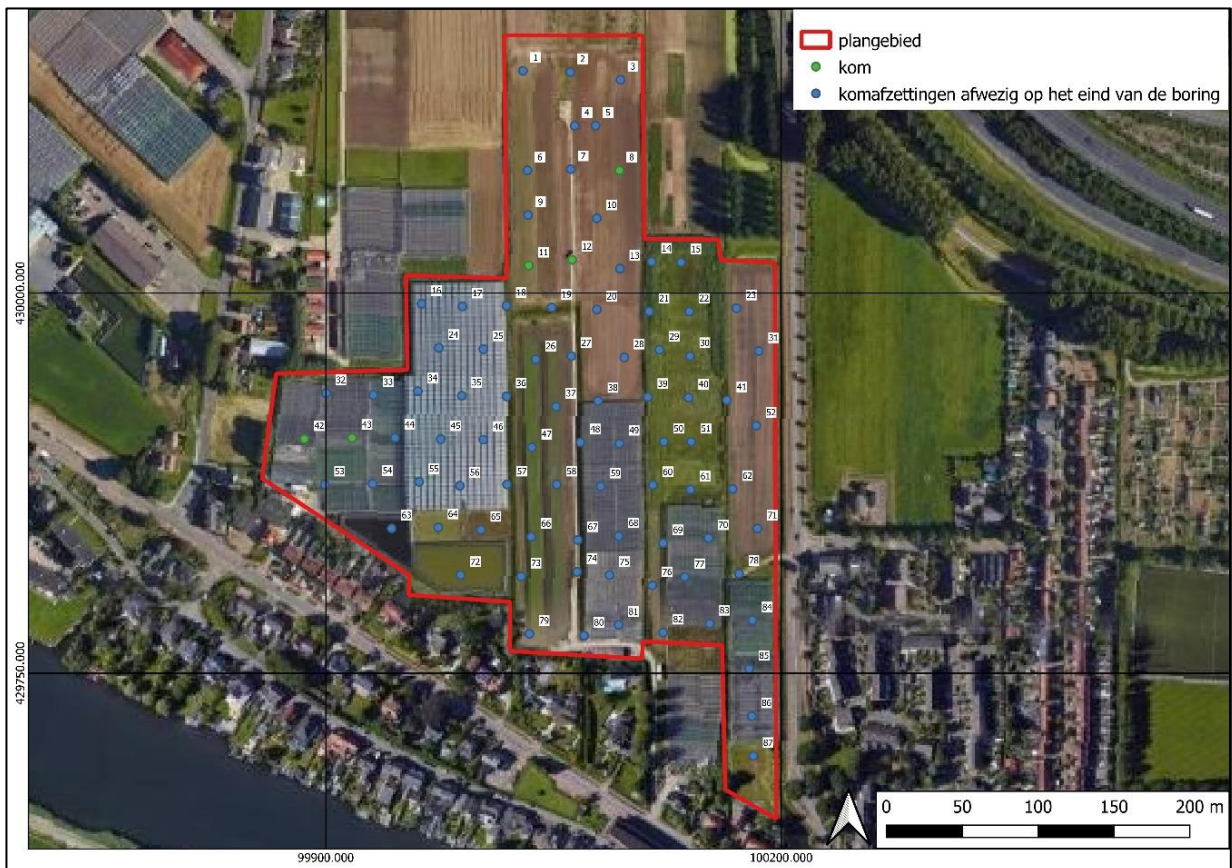 plangebied
kom
komafzettingen afwezig op het eind van de boring
1 2 3
4 5
6 7 8
9 10
11 12 13 14 15
16 17 18 19 20 21 22 23
24 25 26 27 28 29 30 31
32 33 34 35 36 37 38 39 40 41
42 43 44 45 46 47 48 49 50 51 52
53 54 55 56 57 58 59 60 61 62
63 64 65 66 67 68 69 70 71
72 73 74 75 76 77 78
79 80 81 82 83 84
85
86
87
430000.000
429750.000
0 50 100 150 200 m
99900.000 100200.000